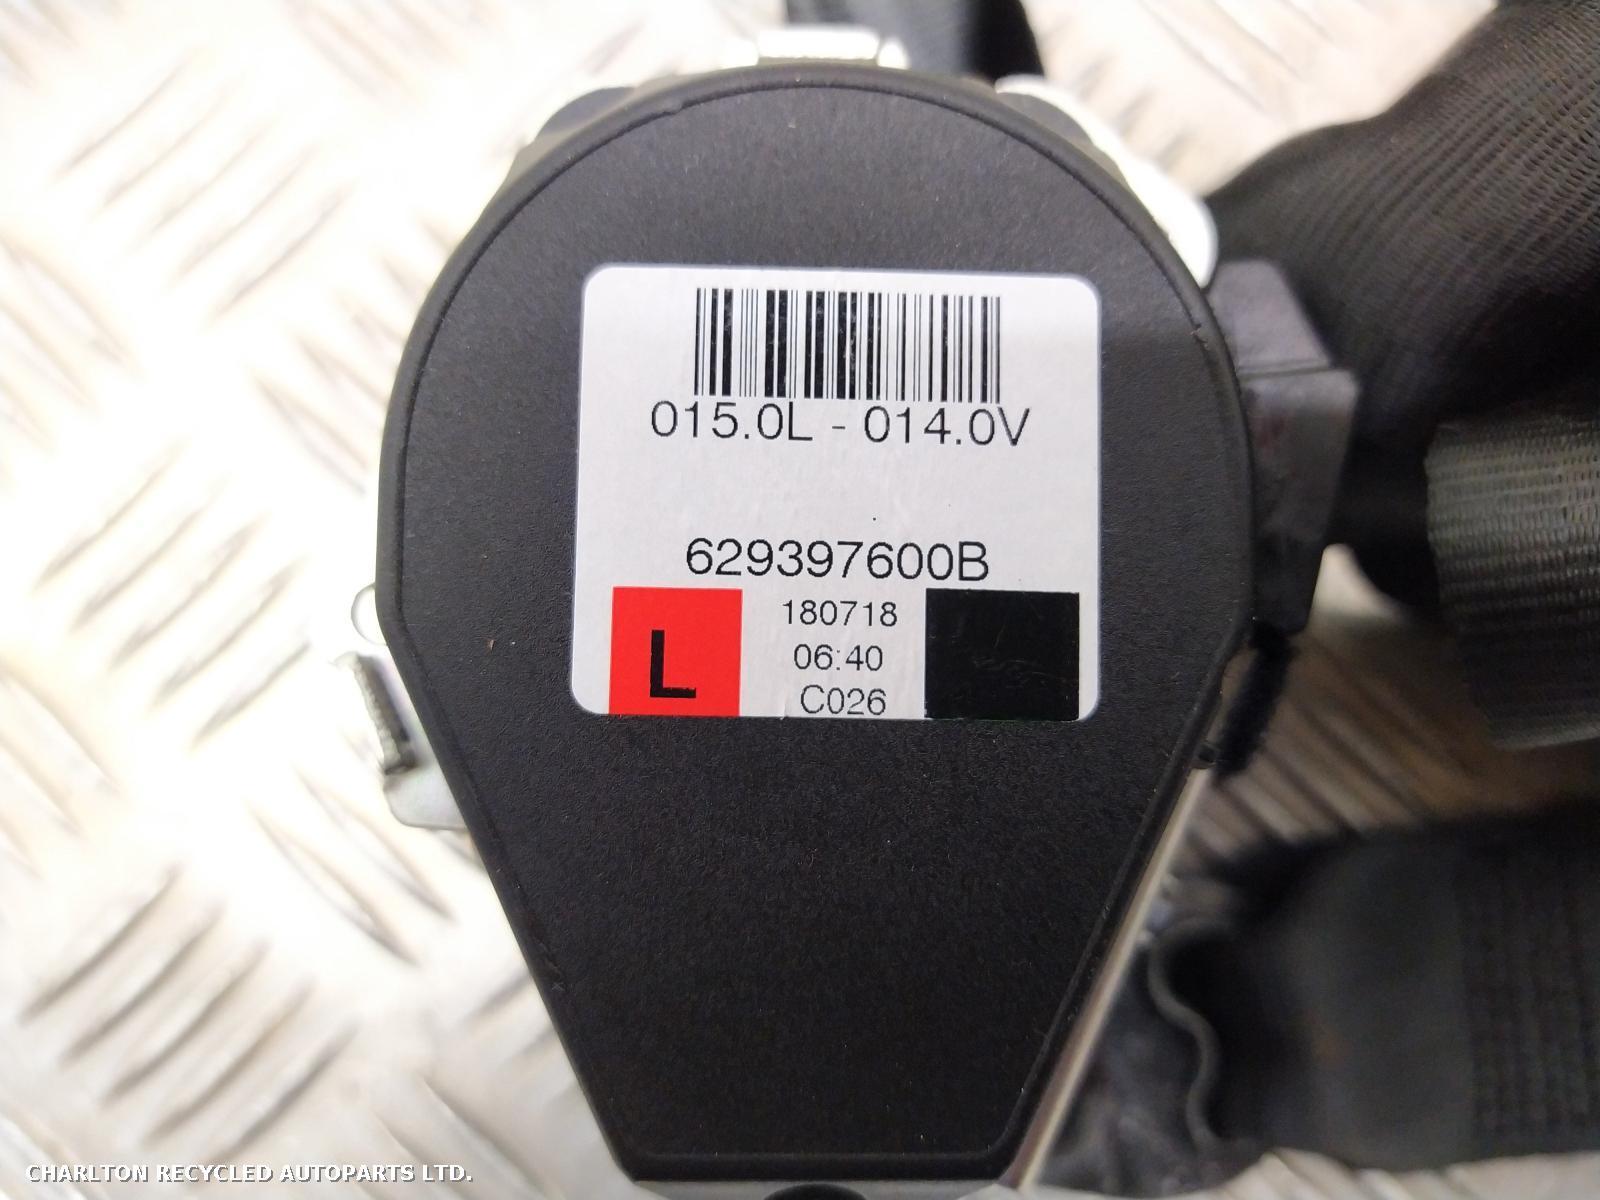 015.0L - 014.0V
629397600B
L
180718
06:40
C026
CHARLTON RECYCLED AUTOPARTS LTD.